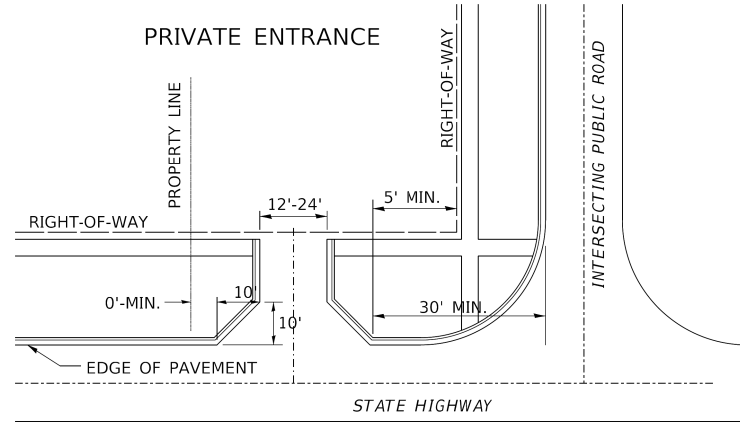 PRIVATE ENTRANCE
RIGHT-OF-WAY
INTERSECTING PUBLIC ROAD
PROPERTY LINE
5' MIN.
12'-24'
RIGHT-OF-WAY
10'
0'-MIN.
30' MIN.
10'
EDGE OF PAVEMENT
STATE HIGHWAY